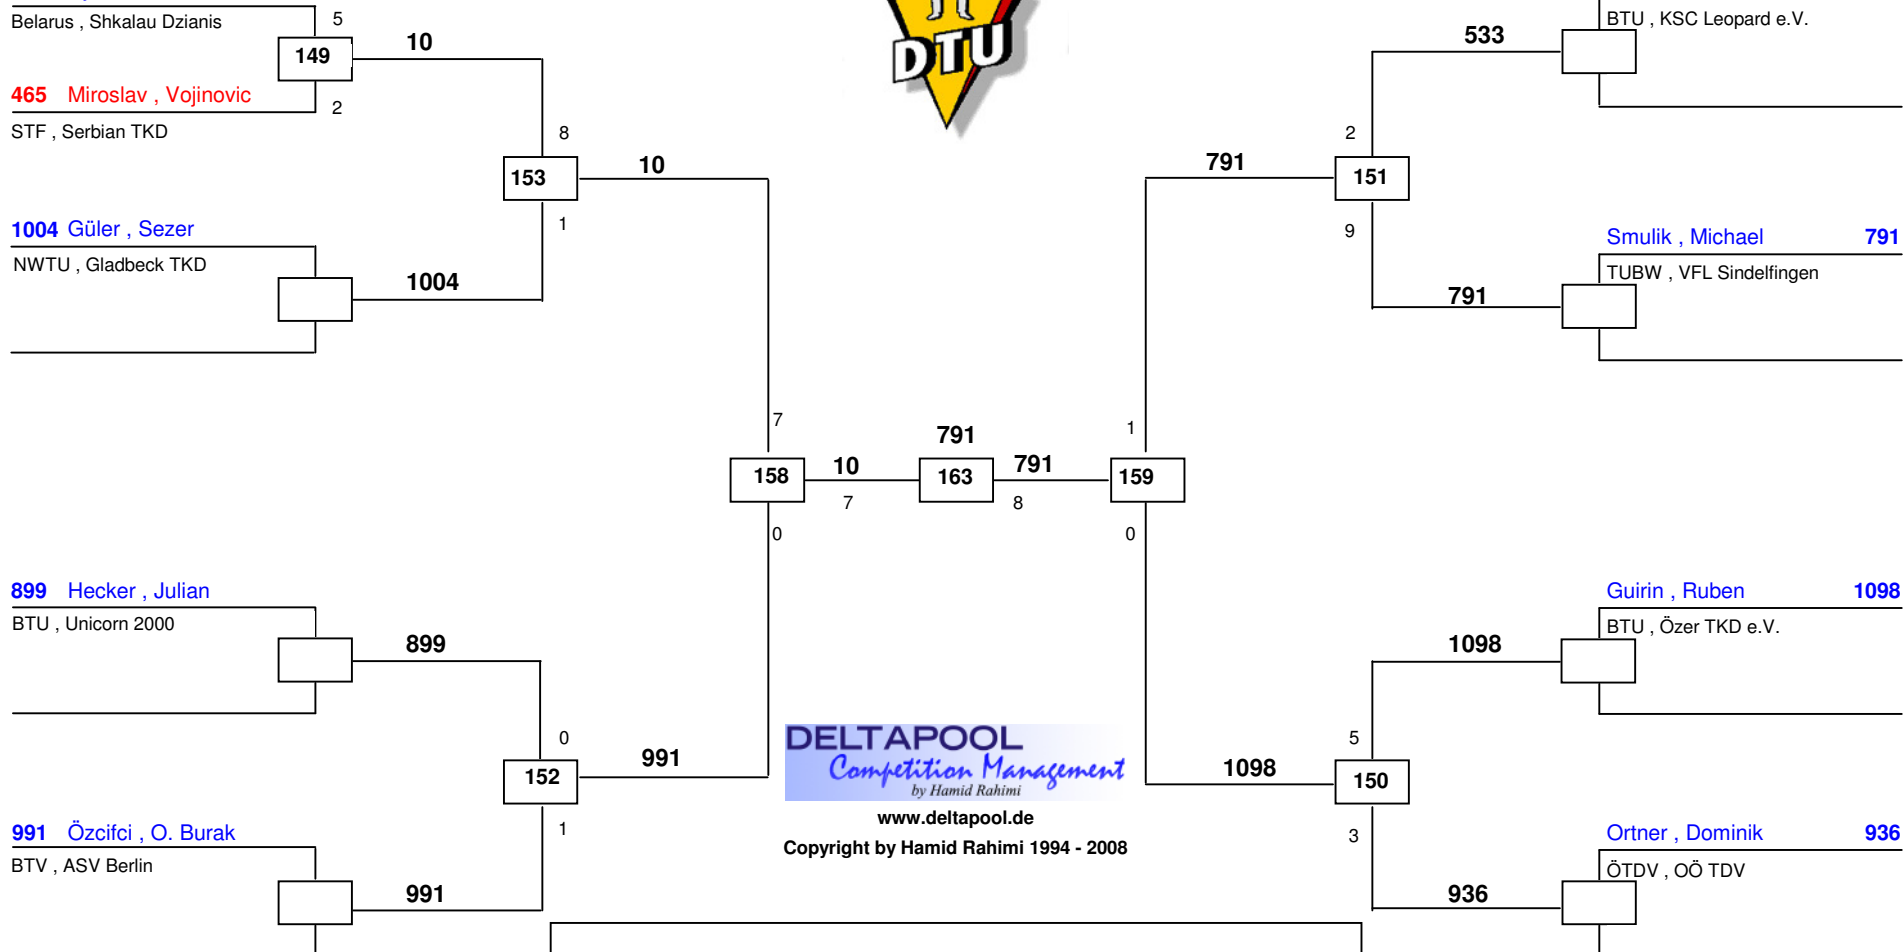 Belarus , Shkalau Dzianis
5
149
10
465 Miroslav , Vojinovic
2
STF , Serbian TKD
8
153
10
1
1004 Güler , Sezer
NWTU , Gladbeck TKD
1004
7
158
10
7
0
899 Hecker , Julian
BTU , Unicorn 2000
899
0
152
991
1
991 Özcifci , O. Burak
BTV , ASV Berlin
991
DTU
791
163
791
8
1
159
0
DELTAPOOL
Competition Management
by Hamid Rahimi
www.deltapool.de
Copyright by Hamid Rahimi 1994 - 2008
BTU , KSC Leopard e.V.
533
2
791
151
9
Smulik , Michael 791
TUBW , VFL Sindelfingen
791
Guirin , Ruben 1098
BTU , Özer TKD e.V.
1098
5
1098
150
3
Ortner , Dominik 936
ÖTDV , OÖ TDV
936